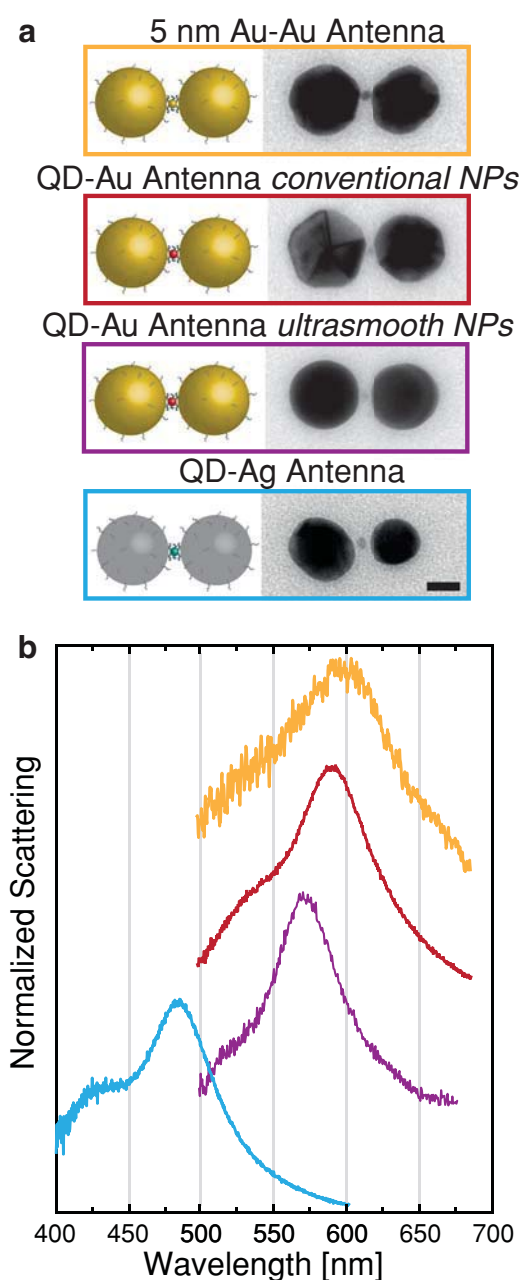 a
5 nm Au-Au Antenna
QD-Au Antenna conventional NPs
QD-Au Antenna ultrasmooth NPs
QD-Ag Antenna
b
Normalized Scattering
400 450 500 550 600 650 700
Wavelength [nm]